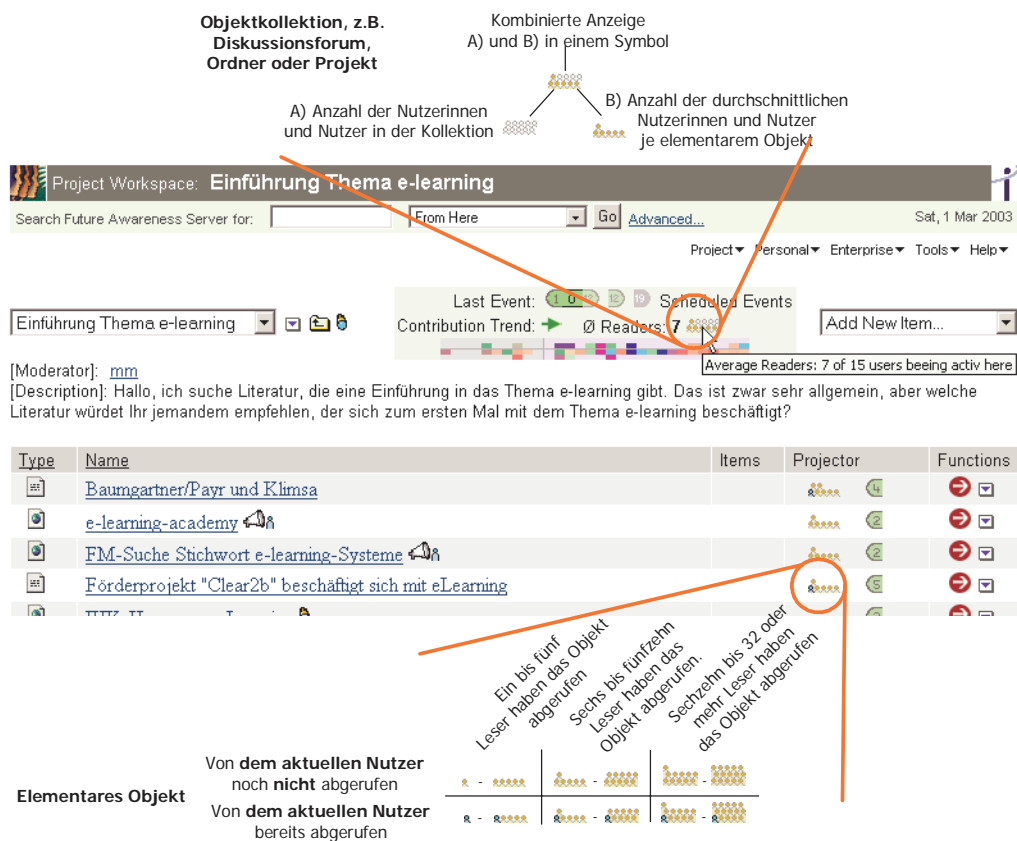 Objektkollektion, z.B.
Diskussionsforum,
Ordner oder Projekt
Kombinierte Anzeige
A) und B) in einem Symbol
A) Anzahl der Nutzerinnen
und Nutzer in der Kollektion
B) Anzahl der durchschnittlichen
Nutzerinnen und Nutzer
je elementarem Objekt
Project Workspace: Einführung Thema e-learning
Search Future Awareness Server for: From Here Go Advanced... Sat, 1 Mar 2003
Project Personal Enterprise Tools Help
Last Event: 1 0 12 19 Scheduled Events
Einführung Thema e-learning Contribution Trend: Ø Readers: 7 Add New Item...
Average Readers: 7 of 15 users beeing activ here
[Moderator]: mm
[Description]: Hallo, ich suche Literatur, die eine Einführung in das Thema e-learning gibt. Das ist zwar sehr allgemein, aber welche
Literatur würdet Ihr jemandem empfehlen, der sich zum ersten Mal mit dem Thema e-learning beschäftigt?
Type Name Items Projector Functions
Baumgartner/Payr und Klimsa 4
e-learning-academy 2
FM-Suche Stichwort e-learning-Systeme 2
Förderprojekt "Clear2b" beschäftigt sich mit eLearning 5
Ein bis fünf
Leser haben das Objekt
abgerufen
Sechs bis fünfzehn
Leser haben das
Objekt abgerufen.
Sechzehn bis 32 oder
mehr Leser haben
das Objekt abgerufen
Elementares Objekt
Von dem aktuellen Nutzer
noch nicht abgerufen
Von dem aktuellen Nutzer
bereits abgerufen